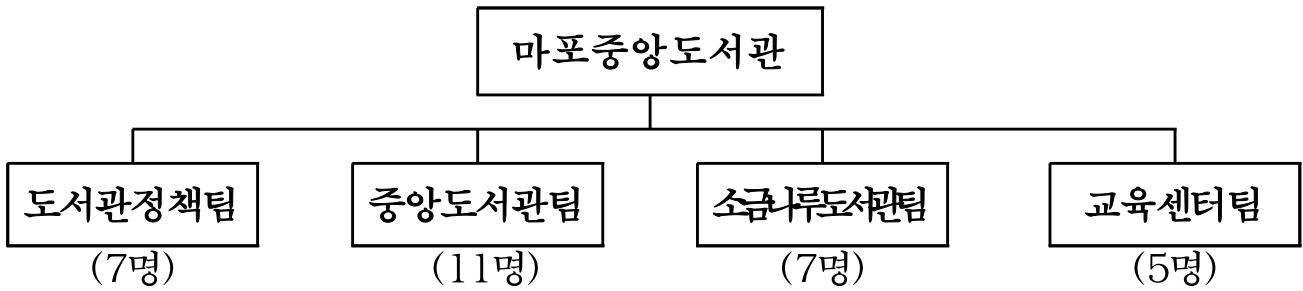 마포중앙도서관
도서관정책팀 중앙도서관팀 소금나루도서관팀 교육센터팀
(7명) (11명) (7명) (5명)